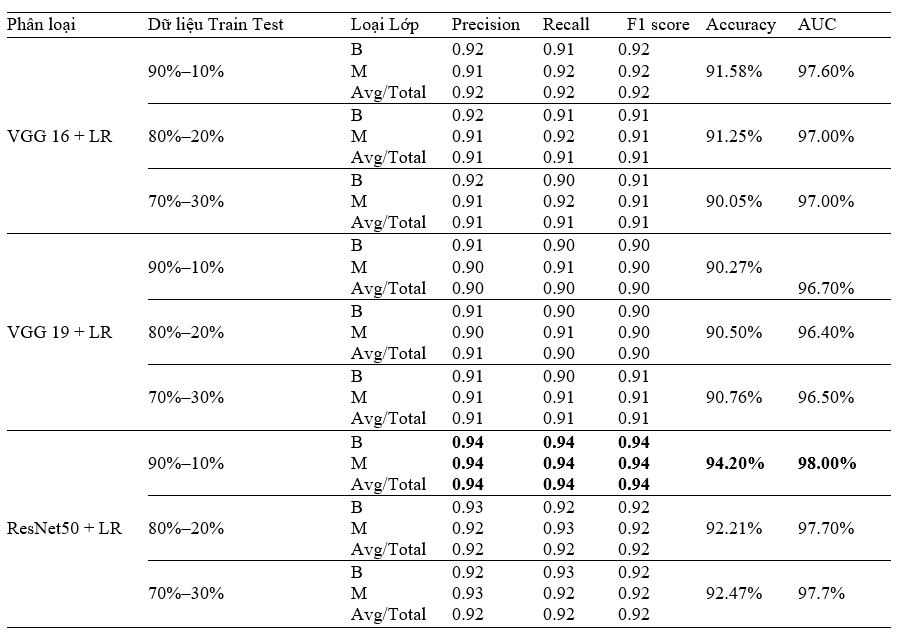 Phân loại Dữ liệu Train Test Loại Lớp Precision Recall F1 score Accuracy AUC
B 0.92 0.91 0.92
90%–10% M 0.91 0.92 0.92 91.58% 97.60%
Avg/Total 0.92 0.92 0.92
B 0.92 0.91 0.91
VGG 16 + LR 80%–20% M 0.91 0.92 0.91 91.25% 97.00%
Avg/Total 0.91 0.91 0.91
B 0.92 0.90 0.91
70%–30% M 0.91 0.92 0.91 90.05% 97.00%
Avg/Total 0.91 0.91 0.91
B 0.91 0.90 0.90
90%–10% M 0.90 0.91 0.90 90.27%
Avg/Total 0.90 0.90 0.90 96.70%
B 0.91 0.90 0.90
VGG 19 + LR 80%–20% M 0.90 0.91 0.90 90.50% 96.40%
Avg/Total 0.91 0.90 0.90
B 0.91 0.90 0.91
70%–30% M 0.91 0.91 0.91 90.76% 96.50%
Avg/Total 0.91 0.91 0.91
B 0.94 0.94 0.94
90%–10% M 0.94 0.94 0.94 94.20% 98.00%
Avg/Total 0.94 0.94 0.94
B 0.93 0.92 0.92
ResNet50 + LR 80%–20% M 0.92 0.93 0.92 92.21% 97.70%
Avg/Total 0.92 0.92 0.92
B 0.92 0.93 0.92
70%–30% M 0.93 0.92 0.92 92.47% 97.7%
Avg/Total 0.92 0.92 0.92